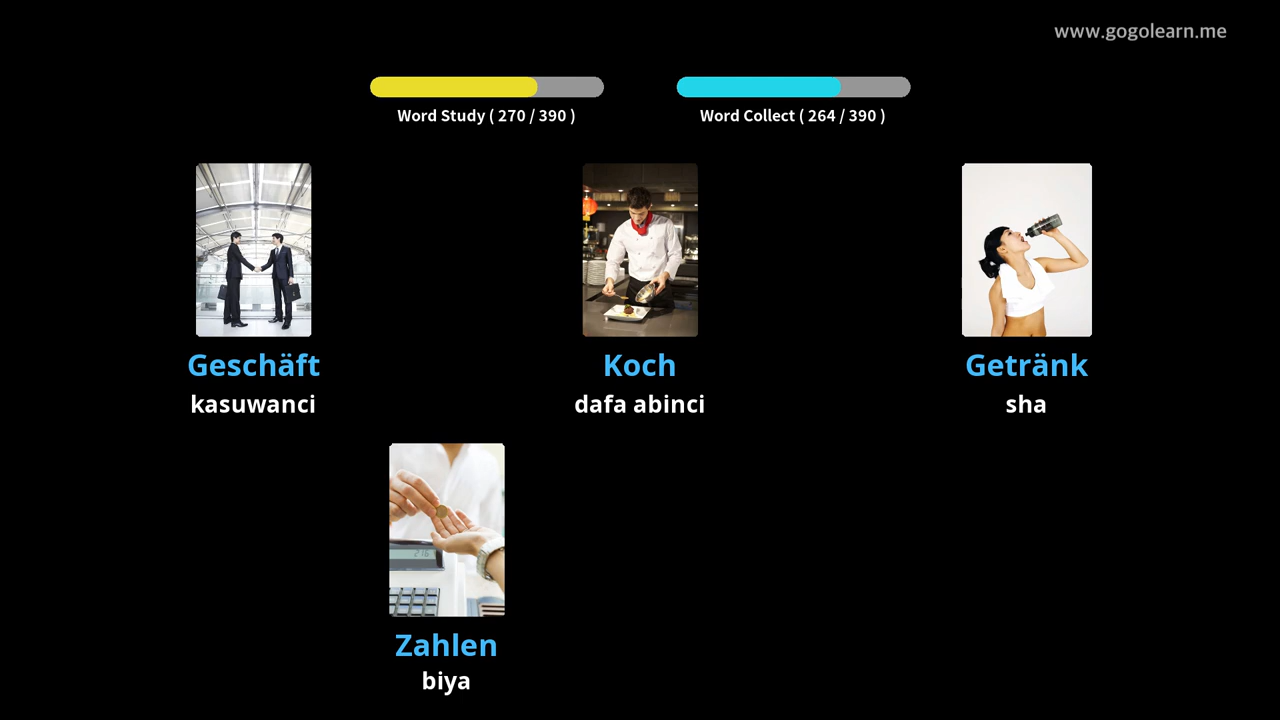 www.gogolearn.me
Word Study ( 270 / 390 )
Word Collect ( 264 / 390 )
Geschäft
kasuwanci
Koch
dafa abinci
Getränk
sha
Zahlen
biya